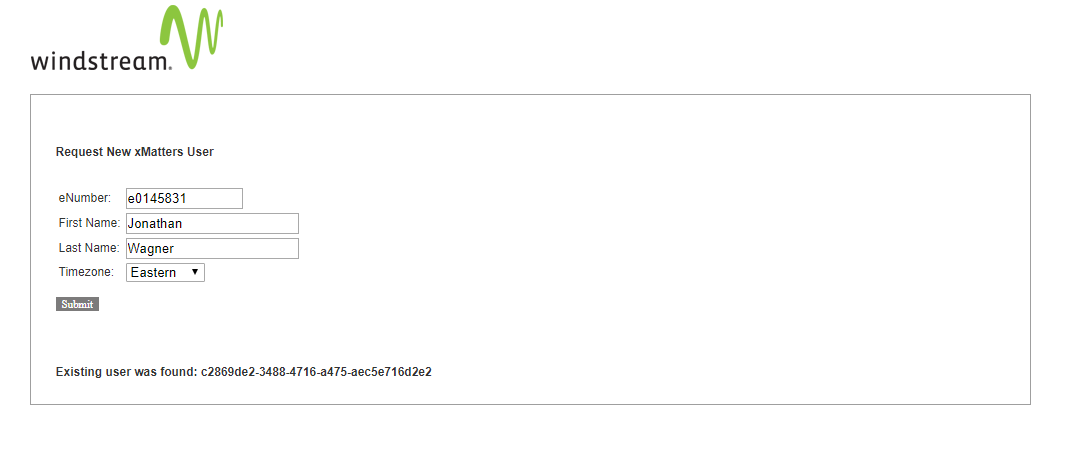 windstream.
Request New xMatters User
eNumber: e0145831
First Name: Jonathan
Last Name: Wagner
Timezone: Eastern
Submit
Existing user was found: c2869de2-3488-4716-a475-aec5e716d2e2